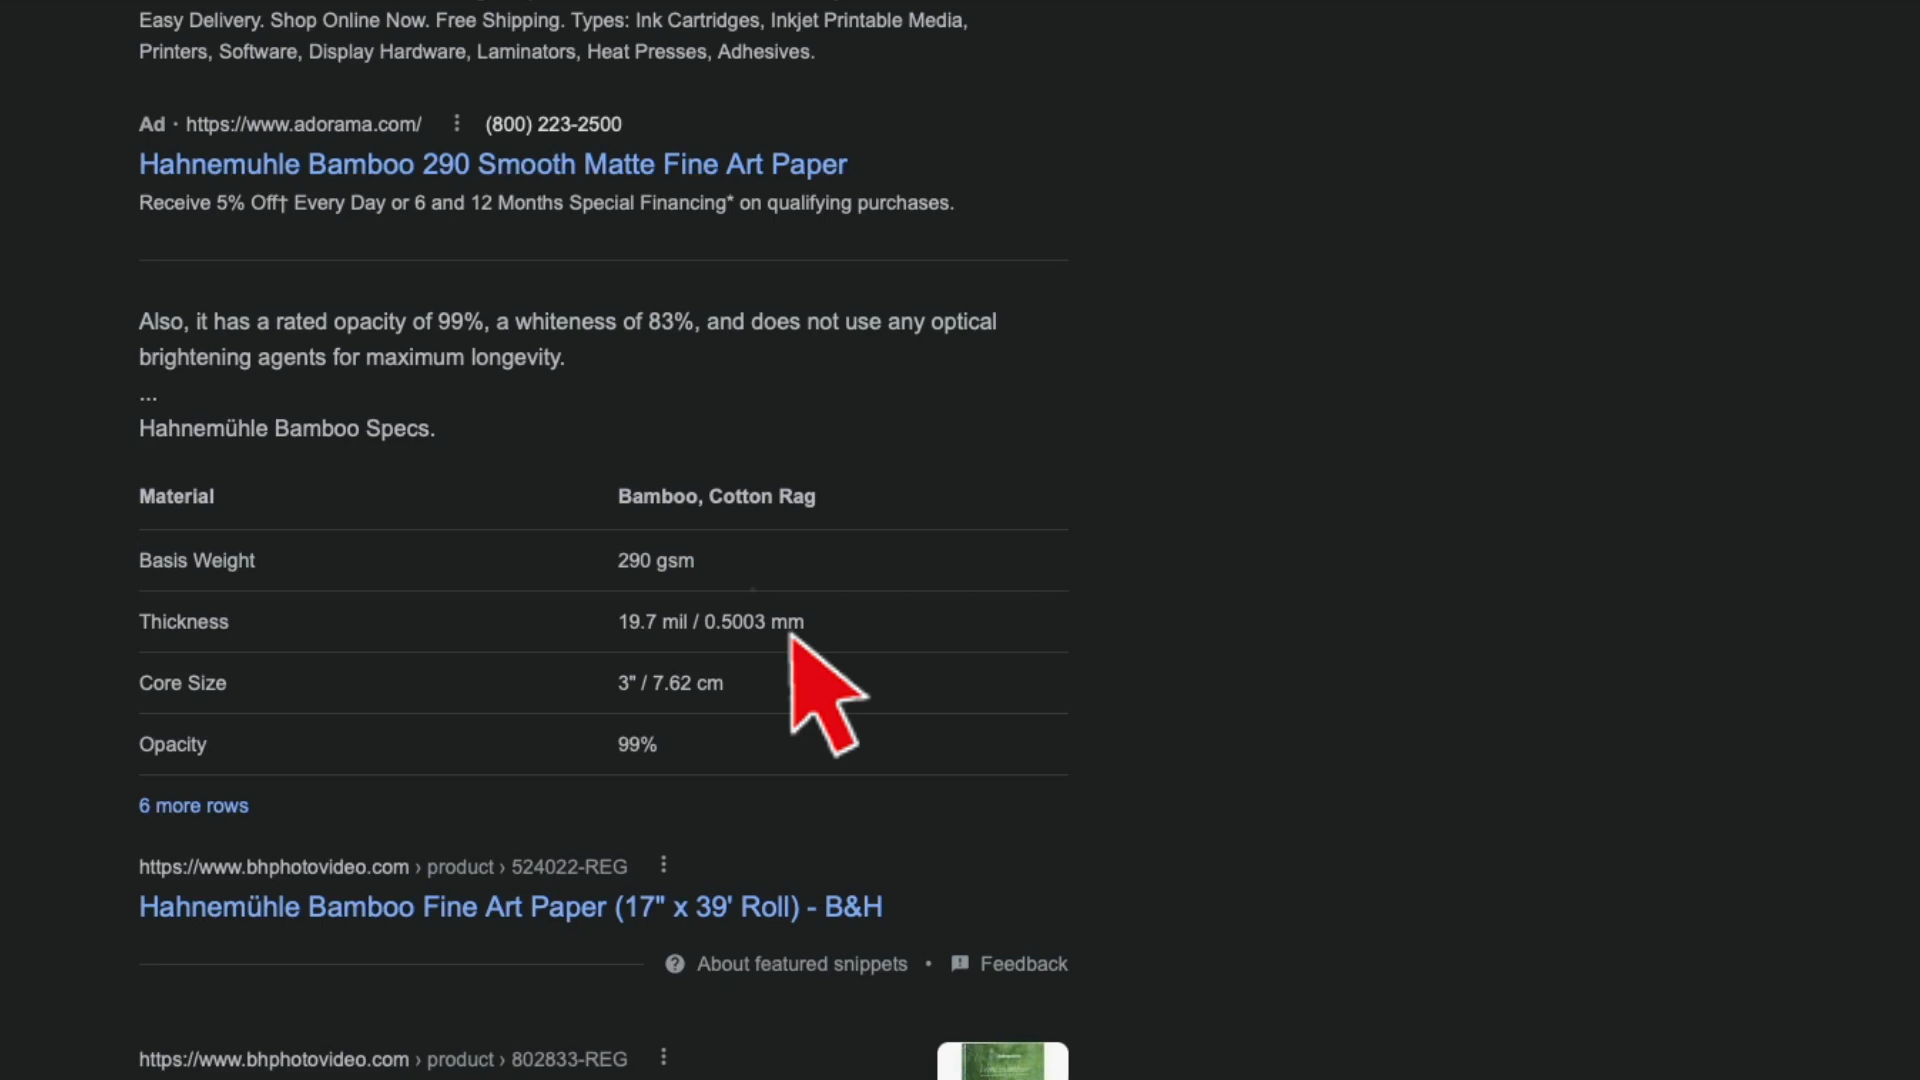 Easy Delivery. Shop Online Now. Free Shipping. Types: Ink Cartridges, Inkjet Printable Media,
Printers, Software, Display Hardware, Laminators, Heat Presses, Adhesives.
Ad · https://www.adorama.com/ (800) 223-2500
Hahnemuhle Bamboo 290 Smooth Matte Fine Art Paper
Receive 5% Off† Every Day or 6 and 12 Months Special Financing* on qualifying purchases.
Also, it has a rated opacity of 99%, a whiteness of 83%, and does not use any optical
brightening agents for maximum longevity.
...
Hahnemühle Bamboo Specs.
Material Bamboo, Cotton Rag
Basis Weight 290 gsm
Thickness 19.7 mil / 0.5003 mm
Core Size 3" / 7.62 cm
Opacity 99%
6 more rows
https://www.bhphotovideo.com › product › 524022-REG
Hahnemühle Bamboo Fine Art Paper (17" x 39' Roll) - B&H
About featured snippets • Feedback
https://www.bhphotovideo.com › product › 802833-REG